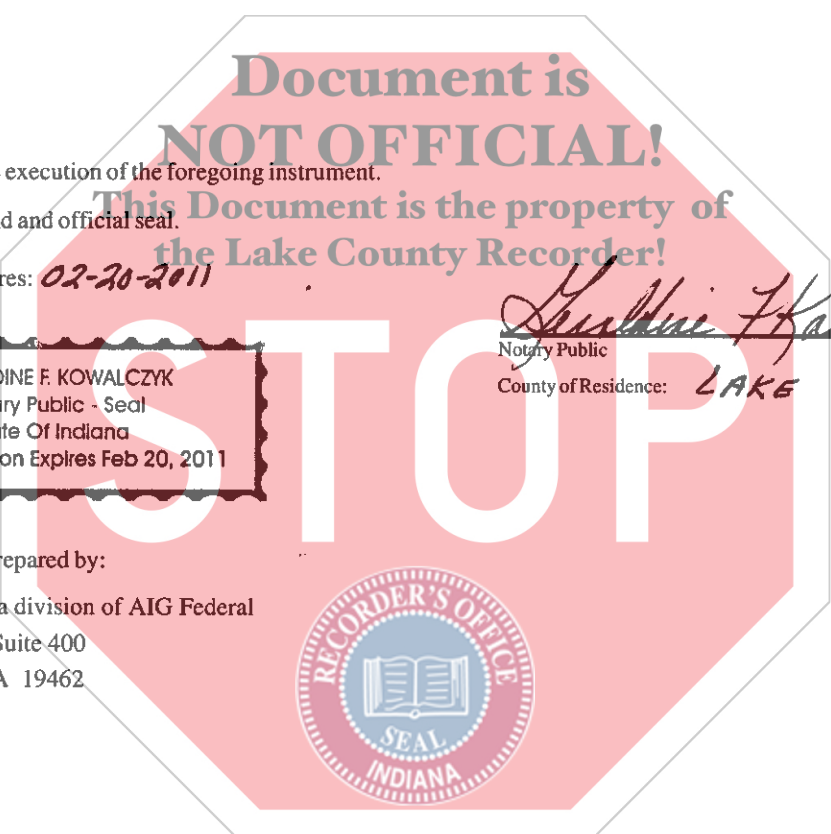 Document is
NOT OFFICIAL!
execution of the foregoing instrument.
This Document is the property of
d and official seal.
the Lake County Recorder!
res: 02-20-2011
STOP
Notary Public
County of Residence: LAKE
DINE F. KOWALCZYK
ary Public - Seal
te Of Indiana
on Expires Feb 20, 2011
repared by:
a division of AIG Federal
Suite 400
A 19462
RECORDER'S OFFICE
SEAL
INDIANA